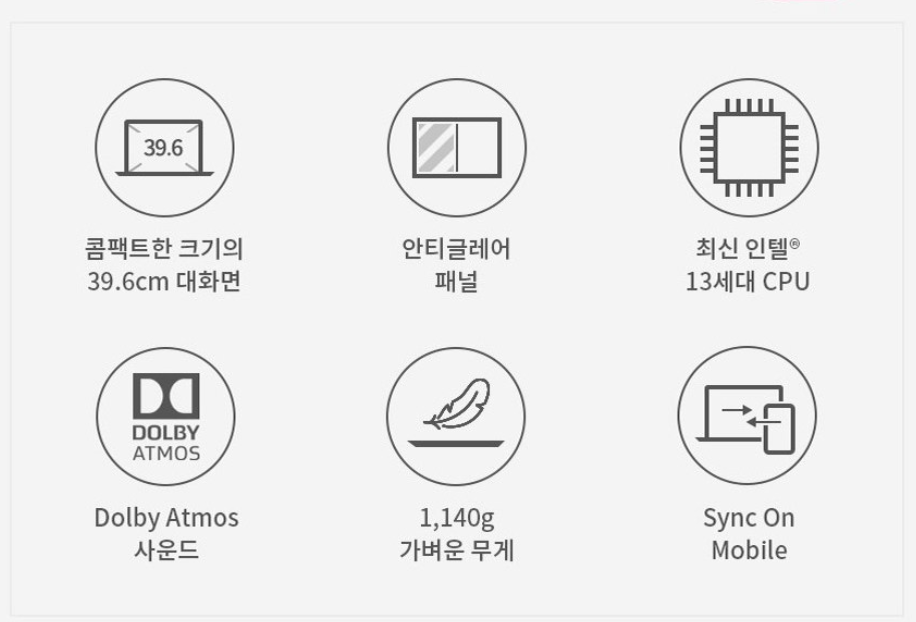 39.6
콤팩트한 크기의
39.6cm 대화면
안티글레어
패널
최신 인텔®
13세대 CPU
DOLBY
ATMOS
Dolby Atmos
사운드
1,140g
가벼운 무게
Sync On
Mobile